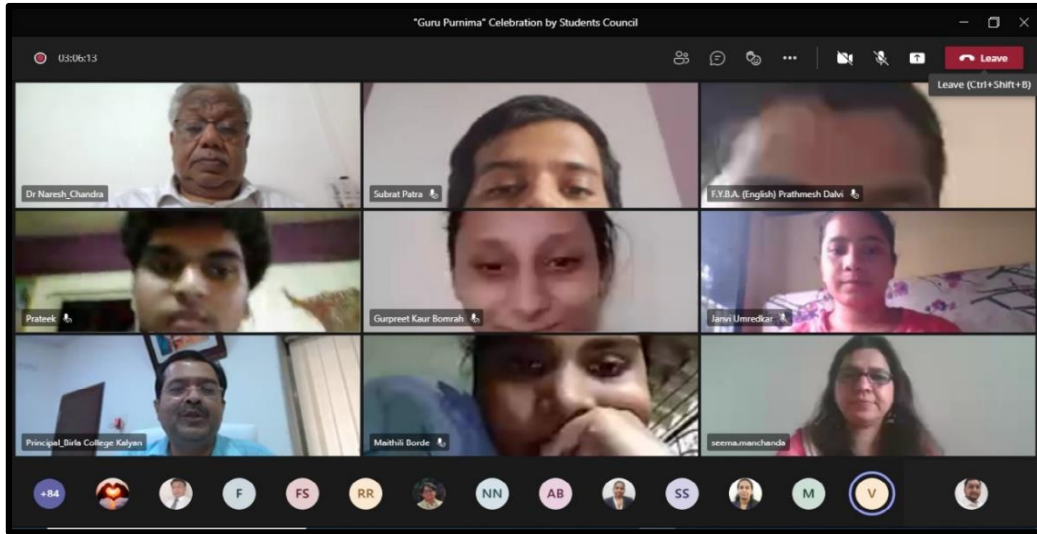 "Guru Purnima" Celebration by Students Council
03:06:13
Leave
Leave (Ctrl+Shift+B)
Dr Naresh_Chandra
Subrat Patra
F.Y.B.A. (English) Prathmesh Dalvi
Prateek
Gurpreet Kaur Bomrah
Janvi Umredkar
Principal_Birla College Kalyan
Maithili Borde
seema.manchanda
+84
F
FS
RR
NN
AB
SS
M
V